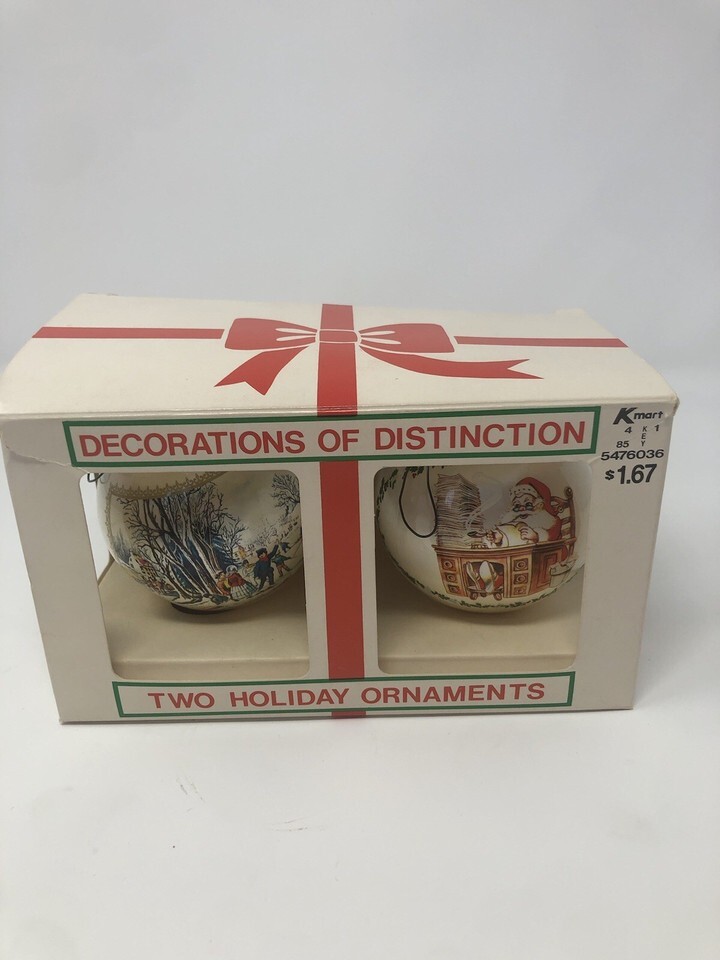 DECORATIONS OF DISTINCTION
Kmart
4 KEY 1
85
5476036
$1.67
TWO HOLIDAY ORNAMENTS